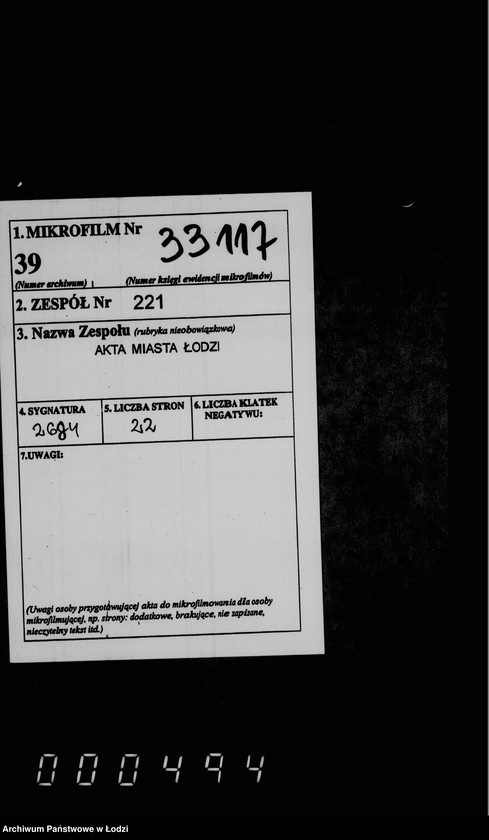 1. MIKROFILM Nr 33117
39
(Numer archiwum) (Numer księgi ewidencji mikrofilmów)
2. ZESPÓŁ Nr 221
3. Nazwa Zespołu (rubryka nieobowiązkowa)
AKTA MIASTA ŁODZI
4. SYGNATURA 5. LICZBA STRON 6. LICZBA KLATEK
NEGATYWU:
2684 22
7.UWAGI:
(Uwagi osoby przygotowującej akta do mikrofilmowania dla osoby
mikrofilmującej, np. strony: dodatkowe, brakujące, nie zapisane,
nieczytelny tekst itd.)
000494
Archiwum Państwowe w Łodzi